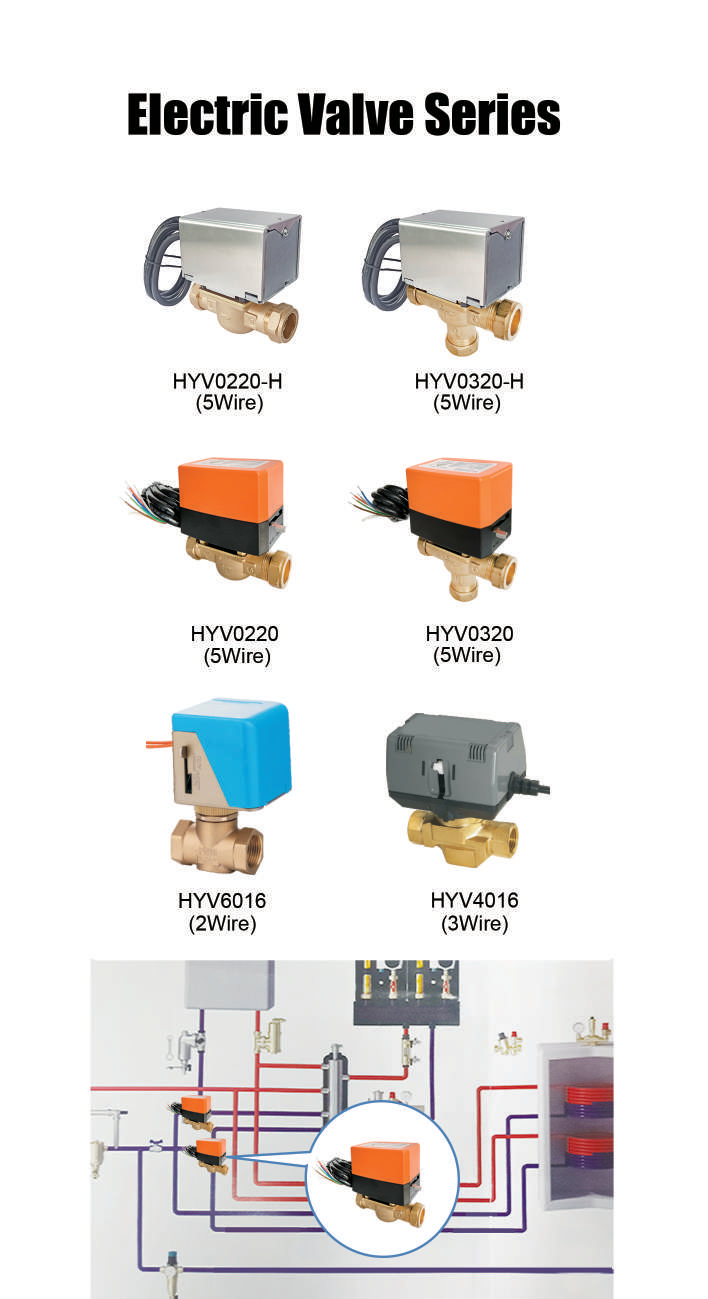 Electric Valve Series
HYV0220-H
(5Wire)
HYV0320-H
(5Wire)
HYV0220
(5Wire)
HYV0320
(5Wire)
HYV6016
(2Wire)
HYV4016
(3Wire)